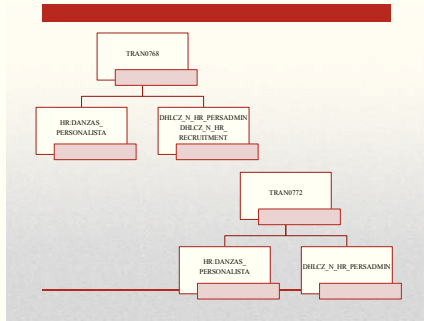 TRAN0768
HR:DANZAS_
PERSONALISTA
DHLCZ_N_HR_PERSADMIN
DHLCZ_N_HR_
RECRUITMENT
TRAN0772
HR:DANZAS_
PERSONALISTA
DHLCZ_N_HR_PERSADMIN